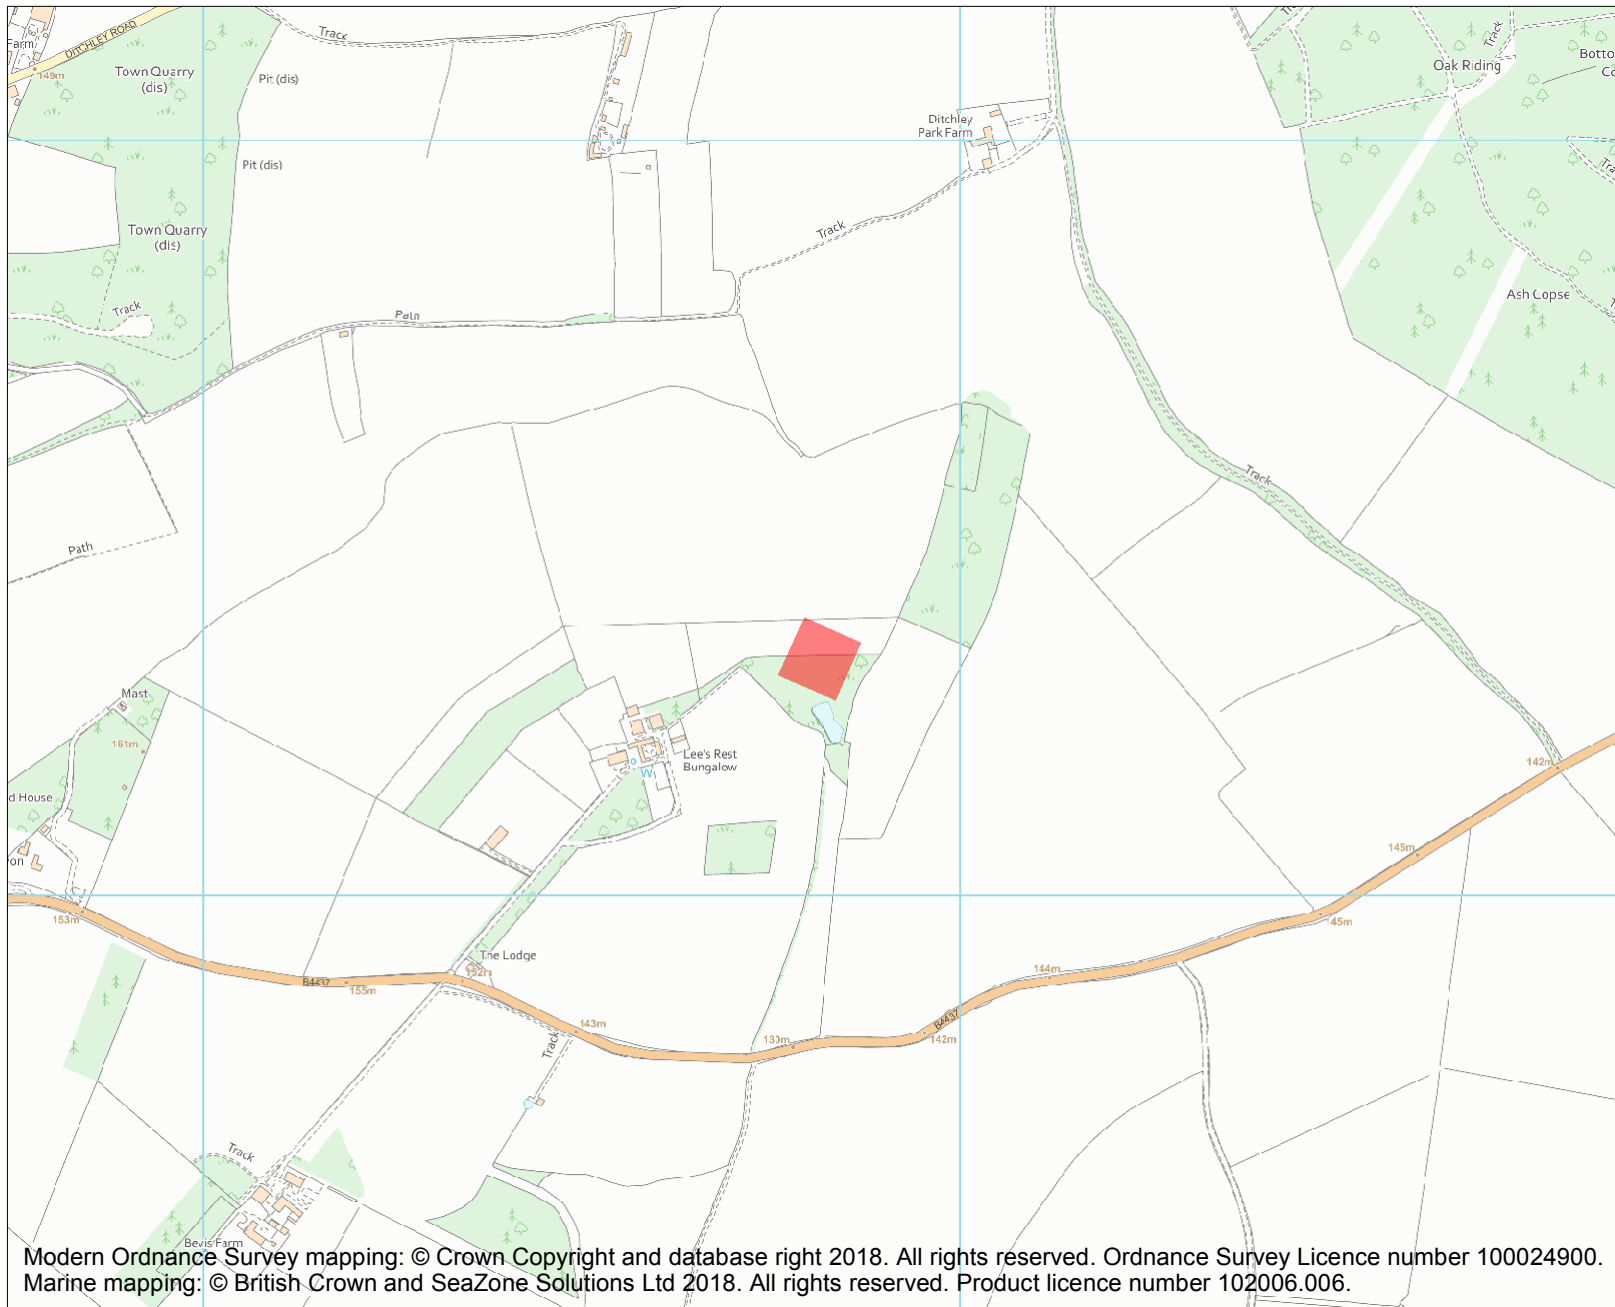 Farm
DITCHLEY ROAD
149m
Town Quarry
(dis)
Pit (dis)
Track
Pit (dis)
Town Quarry
(dis)
Track
Path
Path
Ditchley
Park Farm
Track
Track
Oak Riding
Track
Ash Copse
Track
Mast
161m
d House
153m
Lee's Rest
Bungalow
W
The Lodge
152m
B4437
155m
143m
Track
B4437
142m
144m
145m
145m
142m
Track
Bevis Farm
Modern Ordnance Survey mapping: © Crown Copyright and database right 2018. All rights reserved. Ordnance Survey Licence number 100024900.
Marine mapping: © British Crown and SeaZone Solutions Ltd 2018. All rights reserved. Product licence number 102006.006.